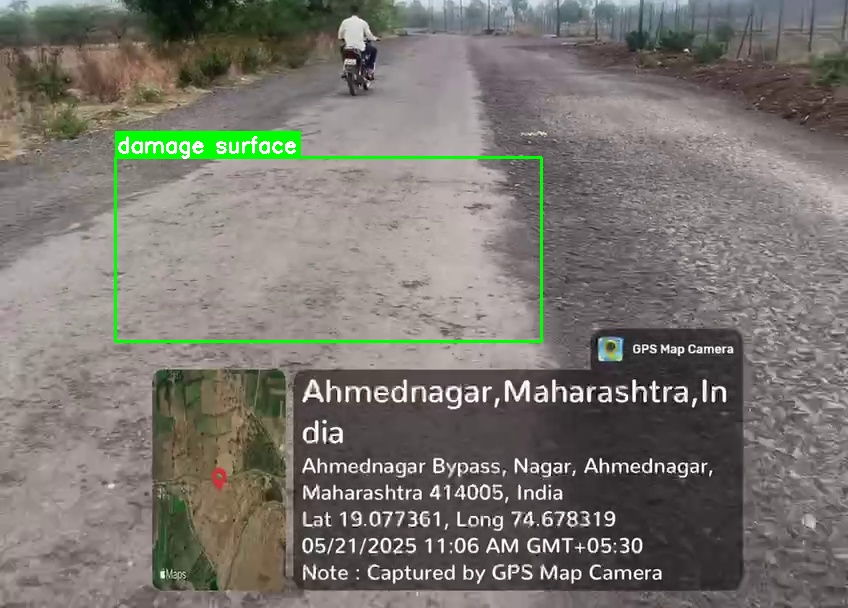 damage surface
GPS Map Camera
Ahmednagar,Maharashtra,In
dia
Ahmednagar Bypass, Nagar, Ahmednagar,
Maharashtra 414005, India
Lat 19.077361, Long 74.678319
05/21/2025 11:06 AM GMT+05:30
Note : Captured by GPS Map Camera
Maps